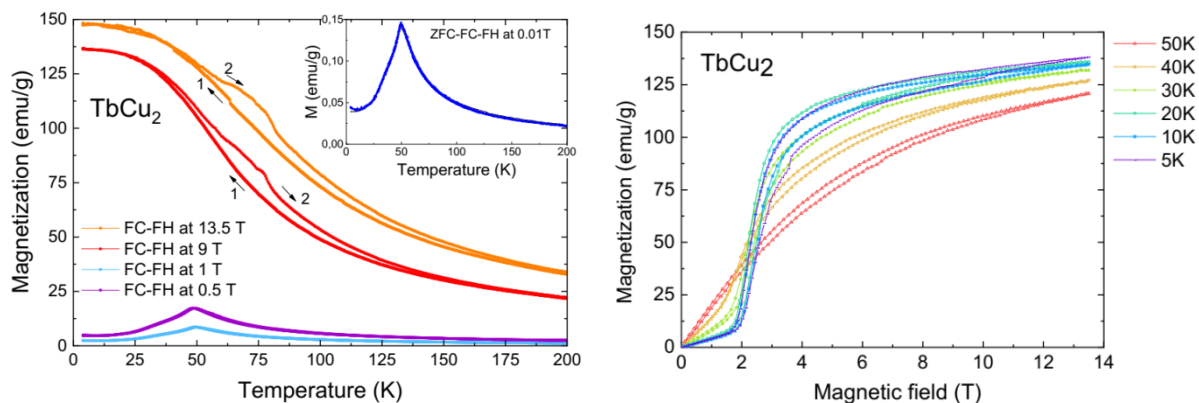 150
125
100
75
50
25
0
Magnetization (emu/g)
TbCu2
1
2
1
2
FC-FH at 13.5 T
FC-FH at 9 T
FC-FH at 1 T
FC-FH at 0.5 T
0 25 50 75 100 125 150 175 200
Temperature (K)
0,15
0,10
0,05
0,00
M (emu/g)
ZFC-FC-FH at 0.01T
0 50 100 150 200
Temperature (K)
150
125
100
75
50
25
0
Magnetization (emu/g)
TbCu2
0 2 4 6 8 10 12 14
Magnetic field (T)
50K
40K
30K
20K
10K
5K